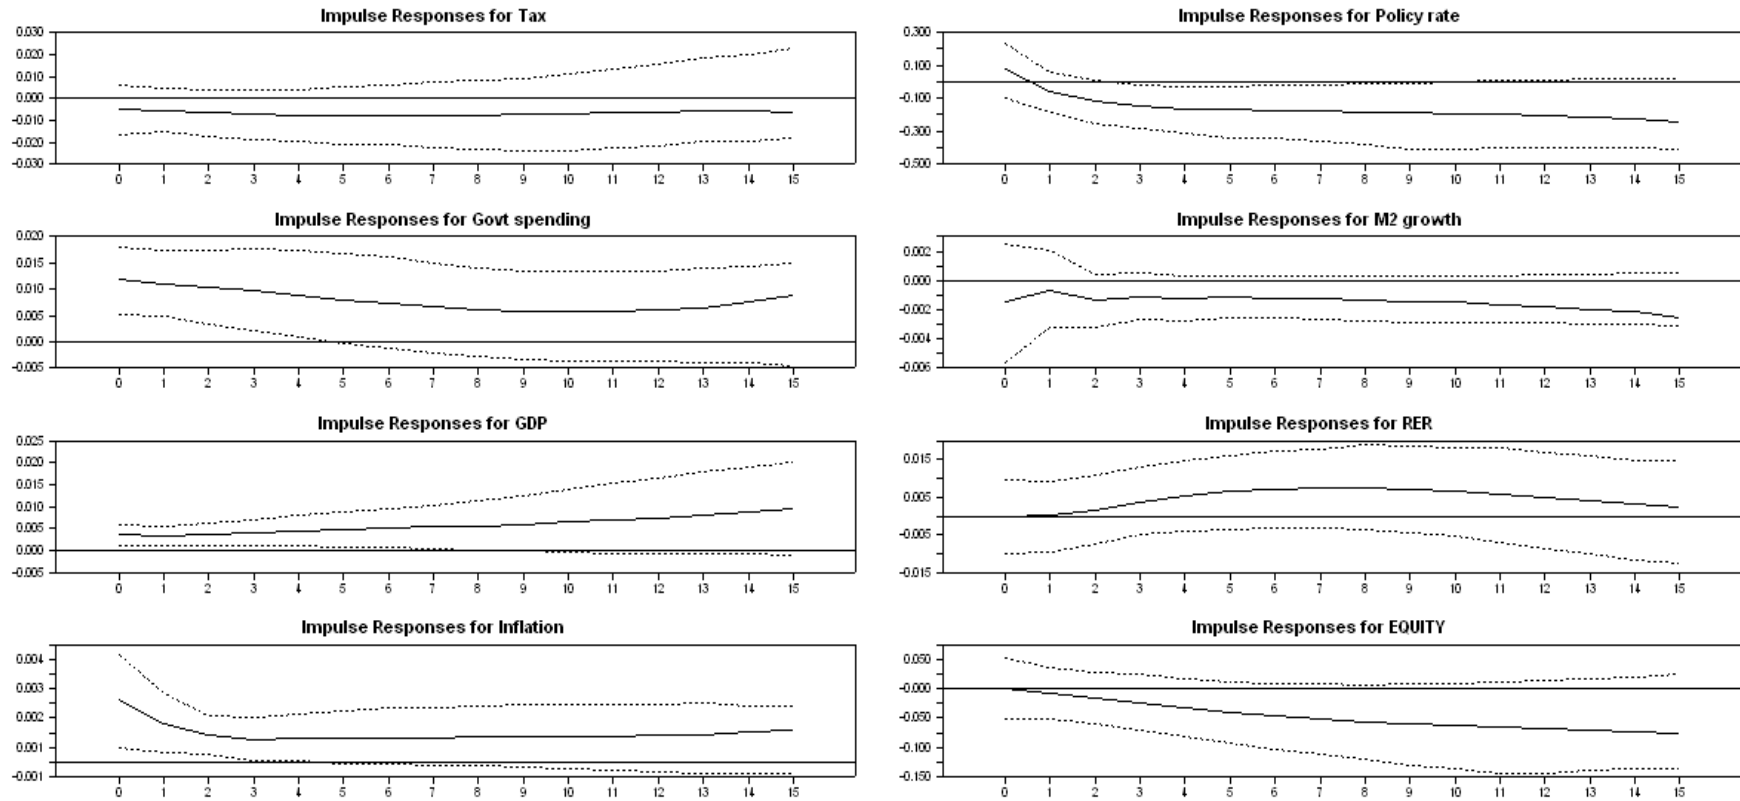 Impulse Responses for Tax
0.030
0.020
0.010
0.000
-0.010
-0.020
-0.030
0 1 2 3 4 5 6 7 8 9 10 11 12 13 14 15
Impulse Responses for Policy rate
0.300
0.100
-0.100
-0.300
-0.500
0 1 2 3 4 5 6 7 8 9 10 11 12 13 14 15
Impulse Responses for Govt spending
0.020
0.015
0.010
0.005
0.000
-0.005
0 1 2 3 4 5 6 7 8 9 10 11 12 13 14 15
Impulse Responses for M2 growth
0.002
0.000
-0.002
-0.004
-0.006
0 1 2 3 4 5 6 7 8 9 10 11 12 13 14 15
Impulse Responses for GDP
0.025
0.020
0.015
0.010
0.005
0.000
-0.005
0 1 2 3 4 5 6 7 8 9 10 11 12 13 14 15
Impulse Responses for RER
0.015
0.005
-0.005
-0.015
0 1 2 3 4 5 6 7 8 9 10 11 12 13 14 15
Impulse Responses for Inflation
0.004
0.003
0.002
0.001
-0.001
0 1 2 3 4 5 6 7 8 9 10 11 12 13 14 15
Impulse Responses for EQUITY
0.050
-0.000
-0.050
-0.100
-0.150
0 1 2 3 4 5 6 7 8 9 10 11 12 13 14 15